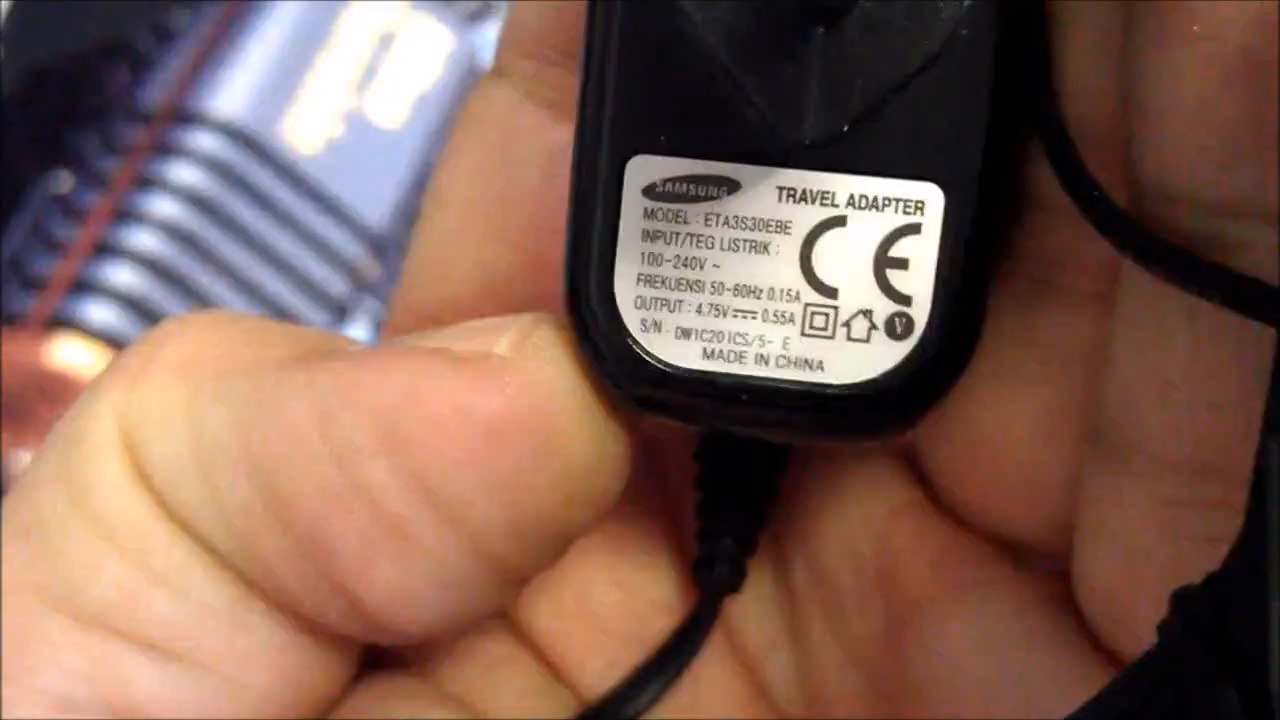 SAMSUNG TRAVEL ADAPTER
MODEL : ETA3S30EBE
INPUT/TEG LISTRIK :
100-240V ~
FREKUENSI 50-60Hz 0.15A
OUTPUT : 4.75V 0.55A
S/N : DW1C201CS/5- E
MADE IN CHINA
CE
V